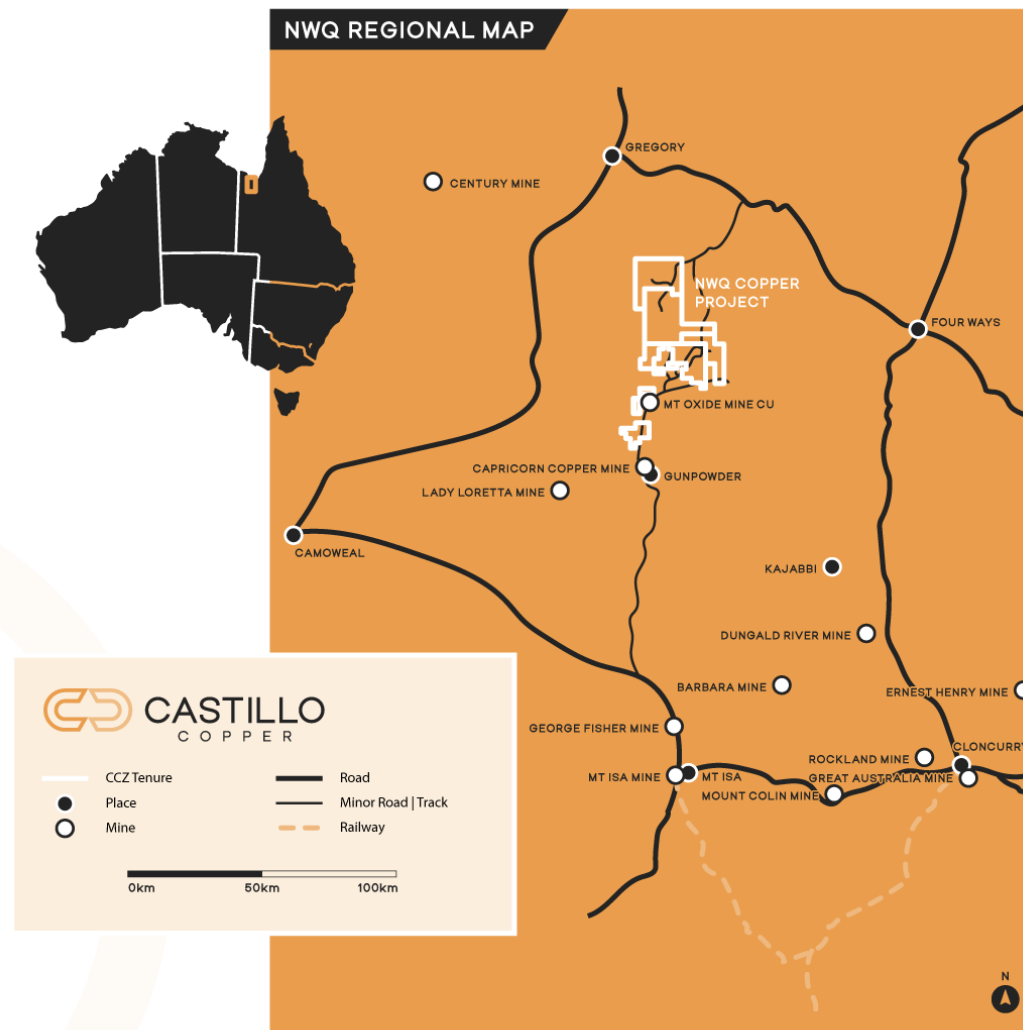 NWQ REGIONAL MAP
GREGORY
CENTURY MINE
NWQ COPPER
PROJECT
FOUR WAYS
MT OXIDE MINE CU
CAPRICORN COPPER MINE
GUNPOWDER
LADY LORETTA MINE
CAMOWEAL
KAJABBI
DUNGALD RIVER MINE
BARBARA MINE
ERNEST HENRY MINE
GEORGE FISHER MINE
CLONCURRY
ROCKLAND MINE
MT ISA MINE
MT ISA
GREAT AUSTRALIA MINE
MOUNT COLIN MINE
CASTILLO
COPPER
CCZ Tenure
Road
Place
Minor Road | Track
Mine
Railway
0km 50km 100km
N